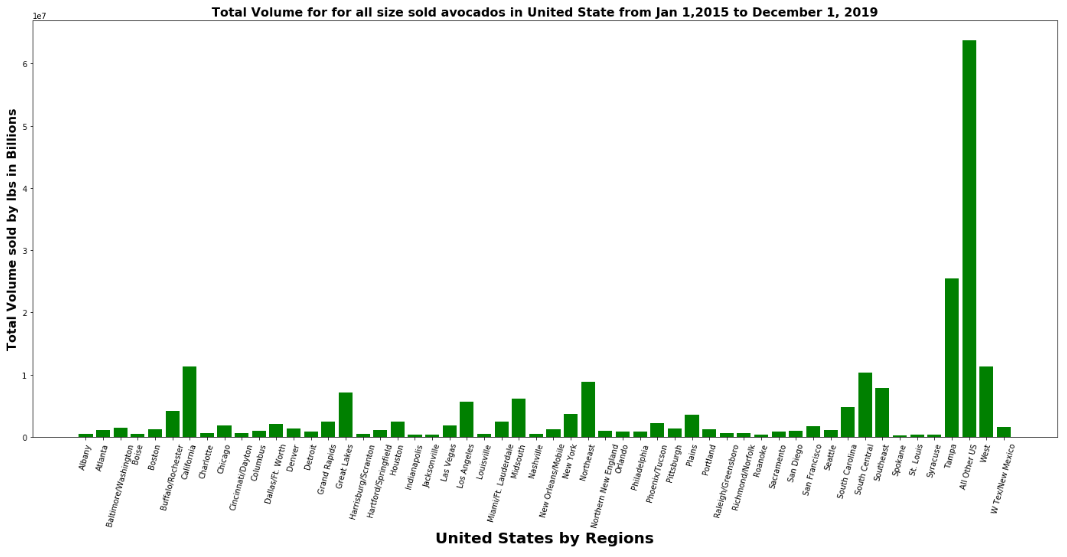 Total Volume for for all size sold avocados in United State from Jan 1,2015 to December 1, 2019
1e7
Total Volume sold by lbs in Billions
6
5
4
3
2
1
0
Albany
Atlanta
Baltimore/Washington
Boise
Boston
Buffalo/Rochester
California
Charlotte
Chicago
Cincinnati/Dayton
Columbus
Dallas/Ft. Worth
Denver
Detroit
Grand Rapids
Great Lakes
Harrisburg/Scranton
Hartford/Springfield
Houston
Indianapolis
Jacksonville
Las Vegas
Los Angeles
Louisville
Miami/Ft. Lauderdale
Midsouth
Nashville
New Orleans/Mobile
New York
Northeast
Northern New England
Orlando
Philadelphia
Phoenix/Tucson
Pittsburgh
Plains
Portland
Raleigh/Greensboro
Richmond/Norfolk
Roanoke
Sacramento
San Diego
San Francisco
Seattle
South Carolina
South Central
Southeast
Spokane
St. Louis
Syracuse
Tampa
All Other US
West
W Tex/New Mexico
United States by Regions